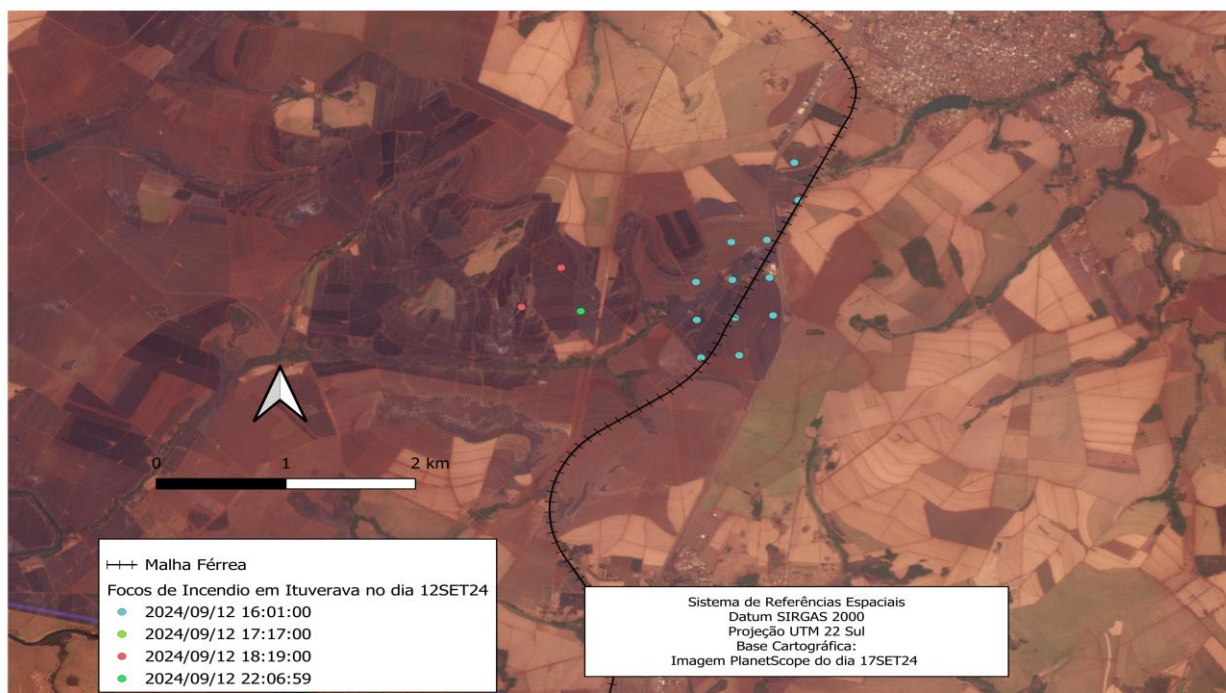 0 1 2 km
Malha Férrea
Focos de Incendio em Ituverava no dia 12SET24
2024/09/12 16:01:00
2024/09/12 17:17:00
2024/09/12 18:19:00
2024/09/12 22:06:59
Sistema de Referências Espaciais
Datum SIRGAS 2000
Projeção UTM 22 Sul
Base Cartográfica:
Imagem PlanetScope do dia 17SET24